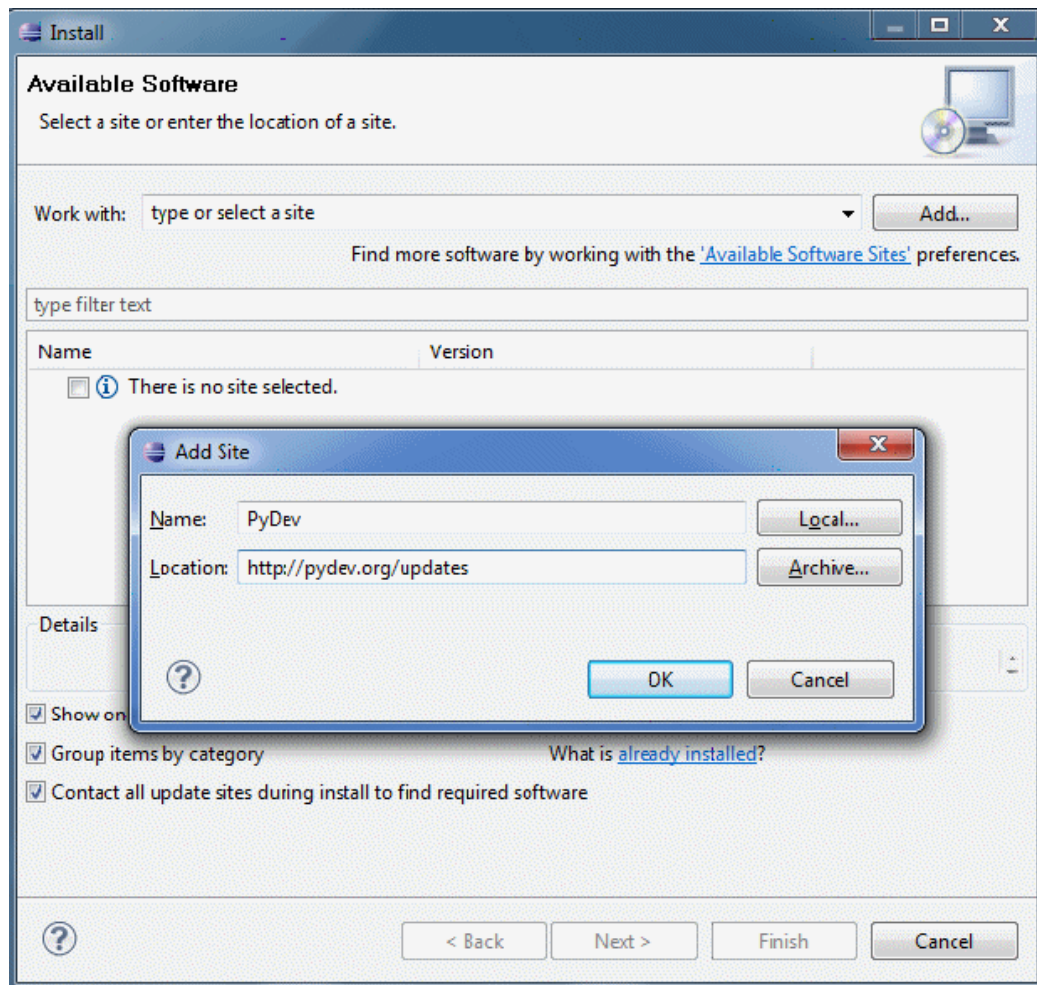 Install
Available Software
Select a site or enter the location of a site.
Work with: type or select a site Add...
Find more software by working with the 'Available Software Sites' preferences.
type filter text
Name Version
There is no site selected.
Add Site
Name: PyDev Local...
Location: http://pydev.org/updates Archive...
Details
OK Cancel
Show on
Group items by category What is already installed?
Contact all update sites during install to find required software
< Back Next > Finish Cancel